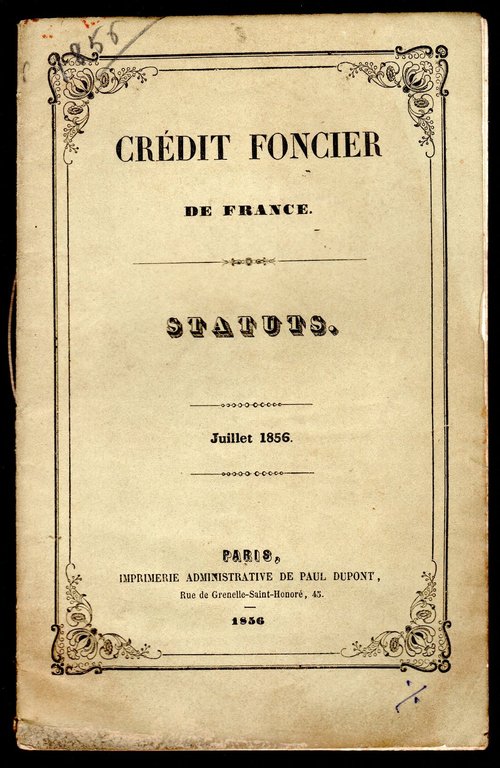 1856
CRÉDIT FONCIER
DE FRANCE.
STATUTS.
Juillet 1856.
PARIS,
IMPRIMERIE ADMINISTRATIVE DE PAUL DUPONT,
Rue de Grenelle-Saint-Honoré, 45.
1856